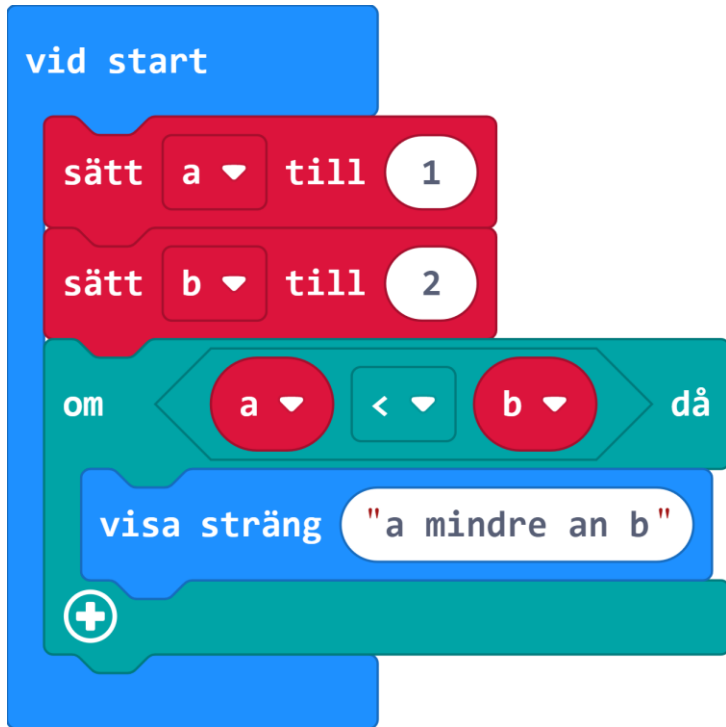 vid start
sätt a till 1
sätt b till 2
om a < b då
visa sträng "a mindre an b"